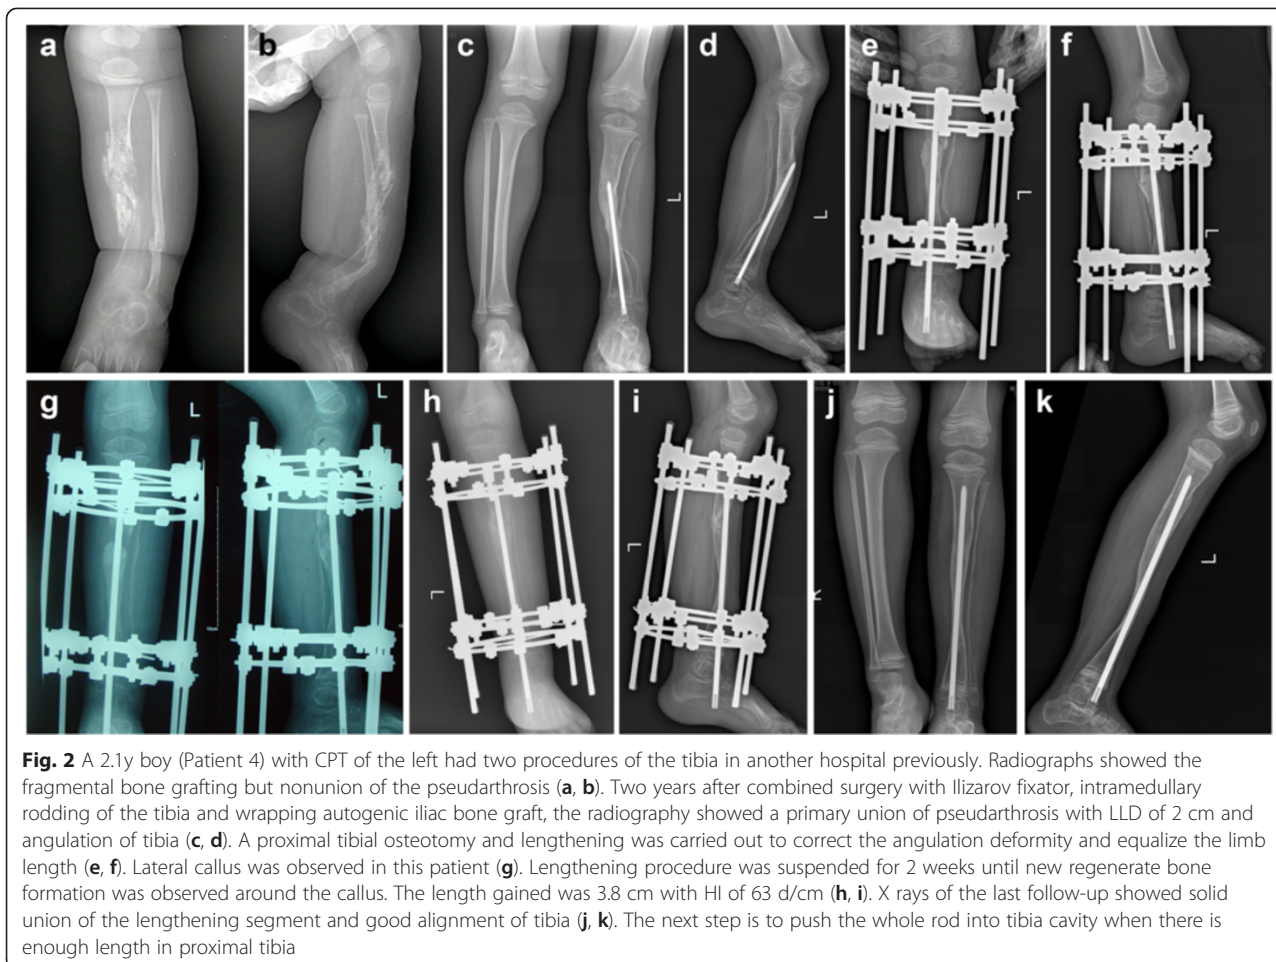 a b c d e f
L L L L
g L L h i j k
L L L
Fig. 2 A 2.1y boy (Patient 4) with CPT of the left had two procedures of the tibia in another hospital previously. Radiographs showed the
fragmental bone grafting but nonunion of the pseudarthrosis (a, b). Two years after combined surgery with Ilizarov fixator, intramedullary
rodding of the tibia and wrapping autogenic iliac bone graft, the radiography showed a primary union of pseudarthrosis with LLD of 2 cm and
angulation of tibia (c, d). A proximal tibial osteotomy and lengthening was carried out to correct the angulation deformity and equalize the limb
length (e, f). Lateral callus was observed in this patient (g). Lengthening procedure was suspended for 2 weeks until new regenerate bone
formation was observed around the callus. The length gained was 3.8 cm with HI of 63 d/cm (h, i). X rays of the last follow-up showed solid
union of the lengthening segment and good alignment of tibia (j, k). The next step is to push the whole rod into tibia cavity when there is
enough length in proximal tibia